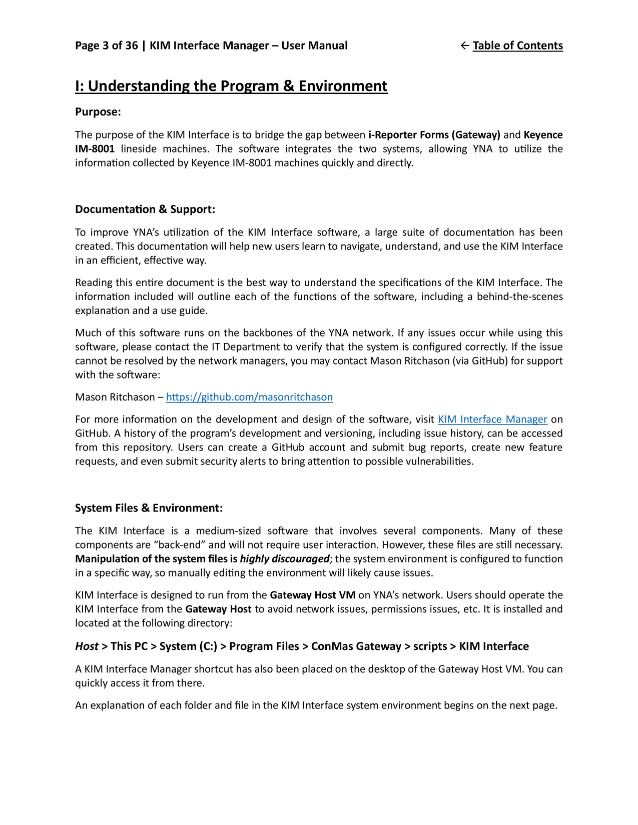 Page 3 of 36 | KIM Interface Manager – User Manual
← Table of Contents
I: Understanding the Program & Environment
Purpose:
The purpose of the KIM Interface is to bridge the gap between i-Reporter Forms (Gateway) and Keyence
IM-8001 lineside machines. The software integrates the two systems, allowing YNA to utilize the
information collected by Keyence IM-8001 machines quickly and directly.
Documentation & Support:
To improve YNA's utilization of the KIM Interface software, a large suite of documentation has been
created. This documentation will help new users learn to navigate, understand, and use the KIM Interface
in an efficient, effective way.
Reading this entire document is the best way to understand the specifications of the KIM Interface. The
information included will outline each of the functions of the software, including a behind-the-scenes
explanation and a use guide.
Much of this software runs on the backbones of the YNA network. If any issues occur while using this
software, please contact the IT Department to verify that the system is configured correctly. If the issue
cannot be resolved by the network managers, you may contact Mason Ritchason (via GitHub) for support
with the software:
Mason Ritchason – https://github.com/masonritchason
For more information on the development and design of the software, visit KIM Interface Manager on
GitHub. A history of the program's development and versioning, including issue history, can be accessed
from this repository. Users can create a GitHub account and submit bug reports, create new feature
requests, and even submit security alerts to bring attention to possible vulnerabilities.
System Files & Environment:
The KIM Interface is a medium-sized software that involves several components. Many of these
components are "back-end" and will not require user interaction. However, these files are still necessary.
Manipulation of the system files is highly discouraged; the system environment is configured to function
in a specific way, so manually editing the environment will likely cause issues.
KIM Interface is designed to run from the Gateway Host VM on YNA's network. Users should operate the
KIM Interface from the Gateway Host to avoid network issues, permissions issues, etc. It is installed and
located at the following directory:
Host > This PC > System (C:) > Program Files > ConMas Gateway > scripts > KIM Interface
A KIM Interface Manager shortcut has also been placed on the desktop of the Gateway Host VM. You can
quickly access it from there.
An explanation of each folder and file in the KIM Interface system environment begins on the next page.